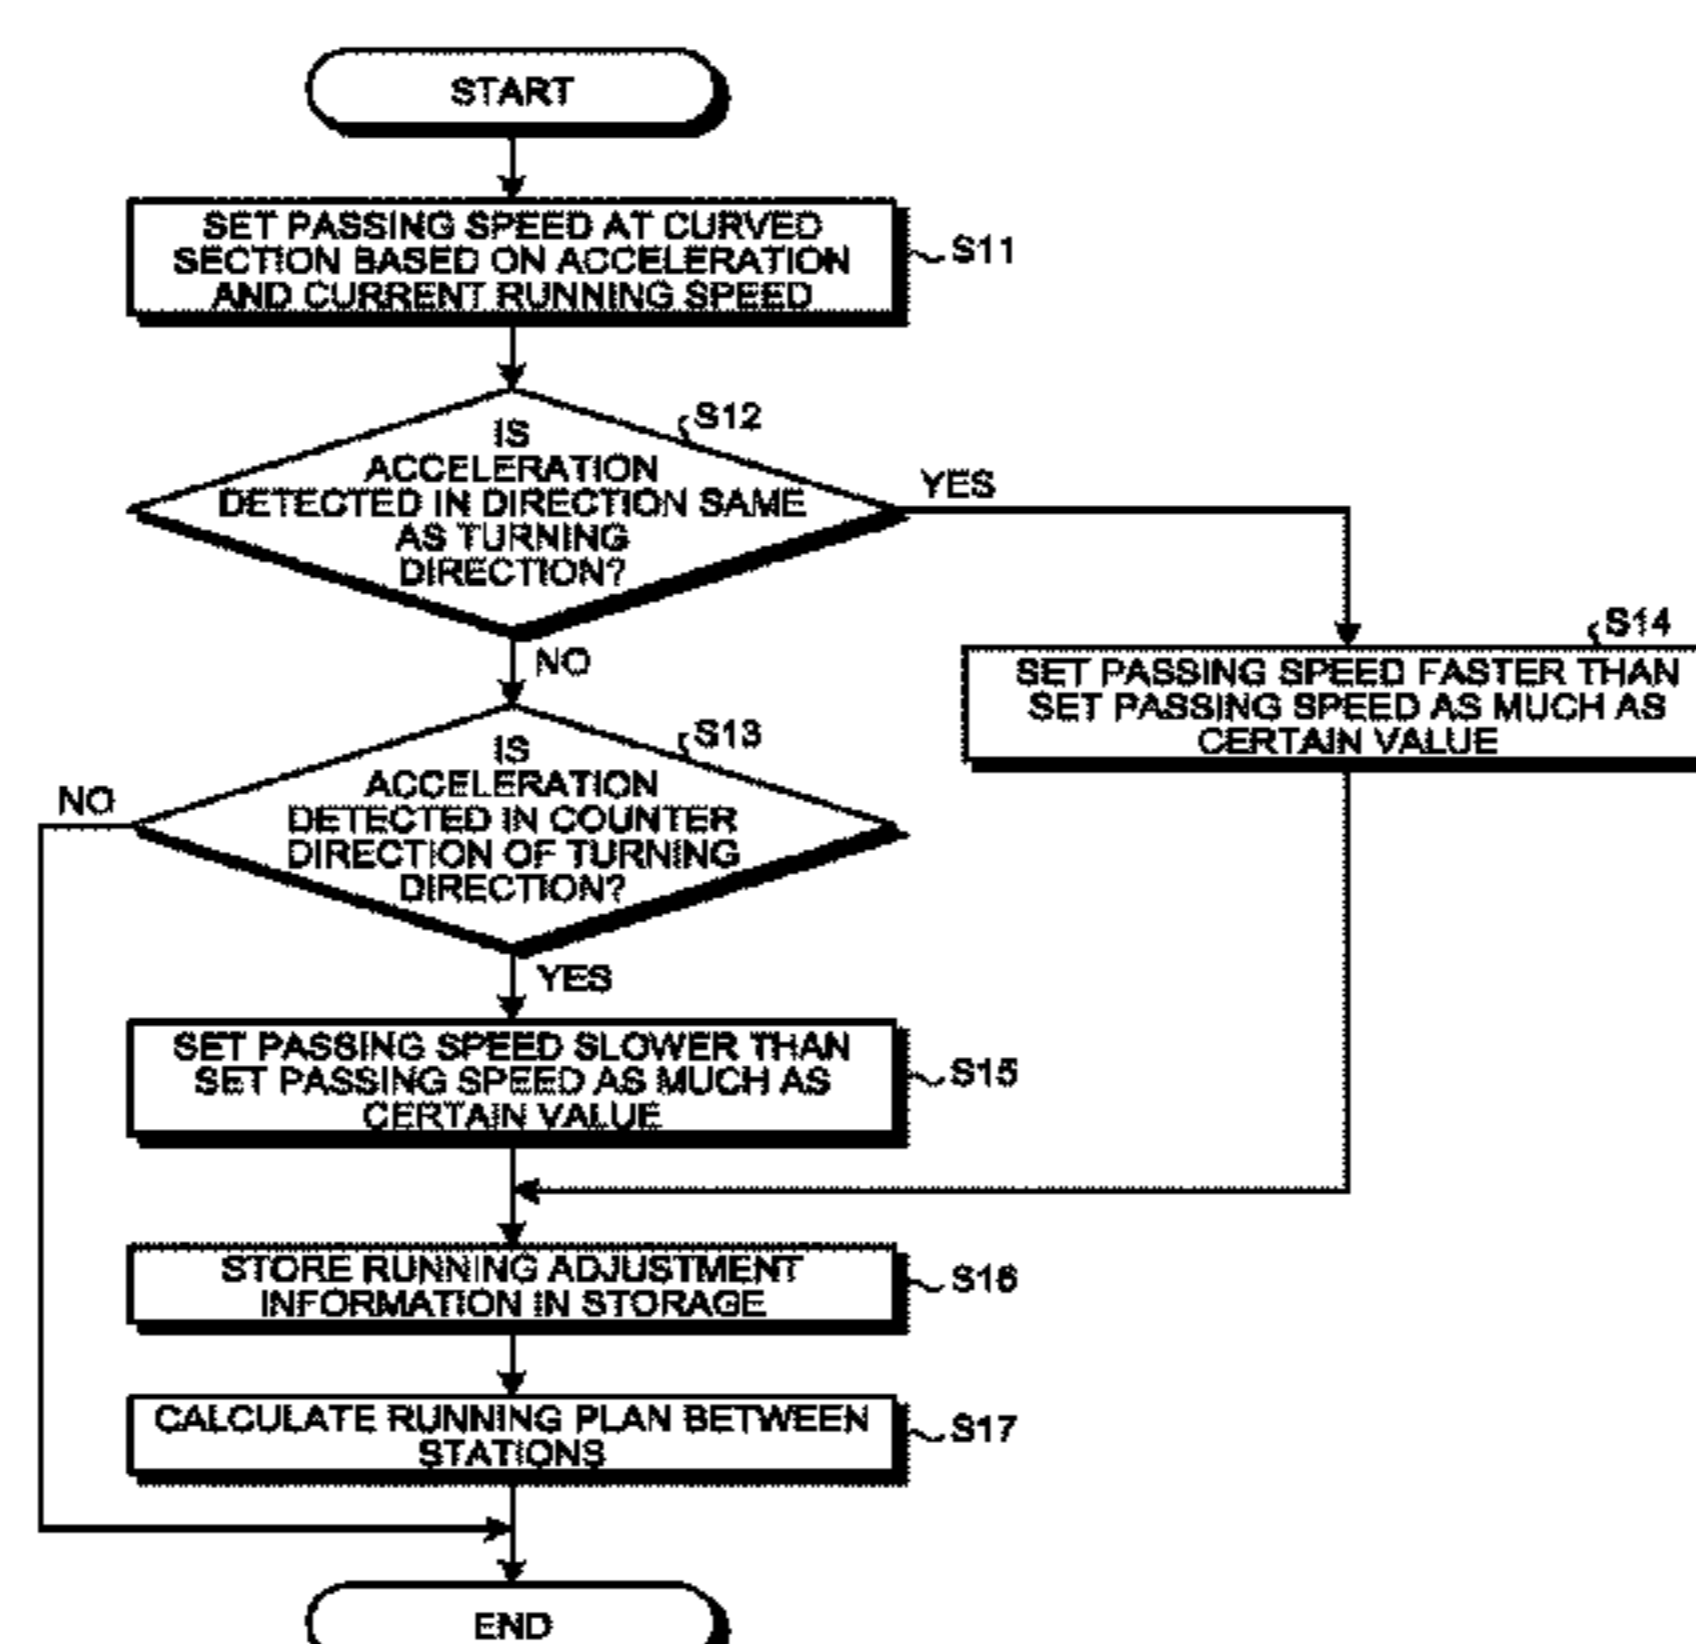 START
SET PASSING SPEED AT CURVED
SECTION BASED ON ACCELERATION
AND CURRENT RUNNING SPEED
S11
S12
IS
ACCELERATION
DETECTED IN DIRECTION SAME
AS TURNING
DIRECTION?
YES
NO
S14
SET PASSING SPEED FASTER THAN
SET PASSING SPEED AS MUCH AS
CERTAIN VALUE
S13
IS
ACCELERATION
DETECTED IN COUNTER
DIRECTION OF TURNING
DIRECTION?
NO
YES
SET PASSING SPEED SLOWER THAN
SET PASSING SPEED AS MUCH AS
CERTAIN VALUE
S15
STORE RUNNING ADJUSTMENT
INFORMATION IN STORAGE
S16
CALCULATE RUNNING PLAN BETWEEN
STATIONS
S17
END